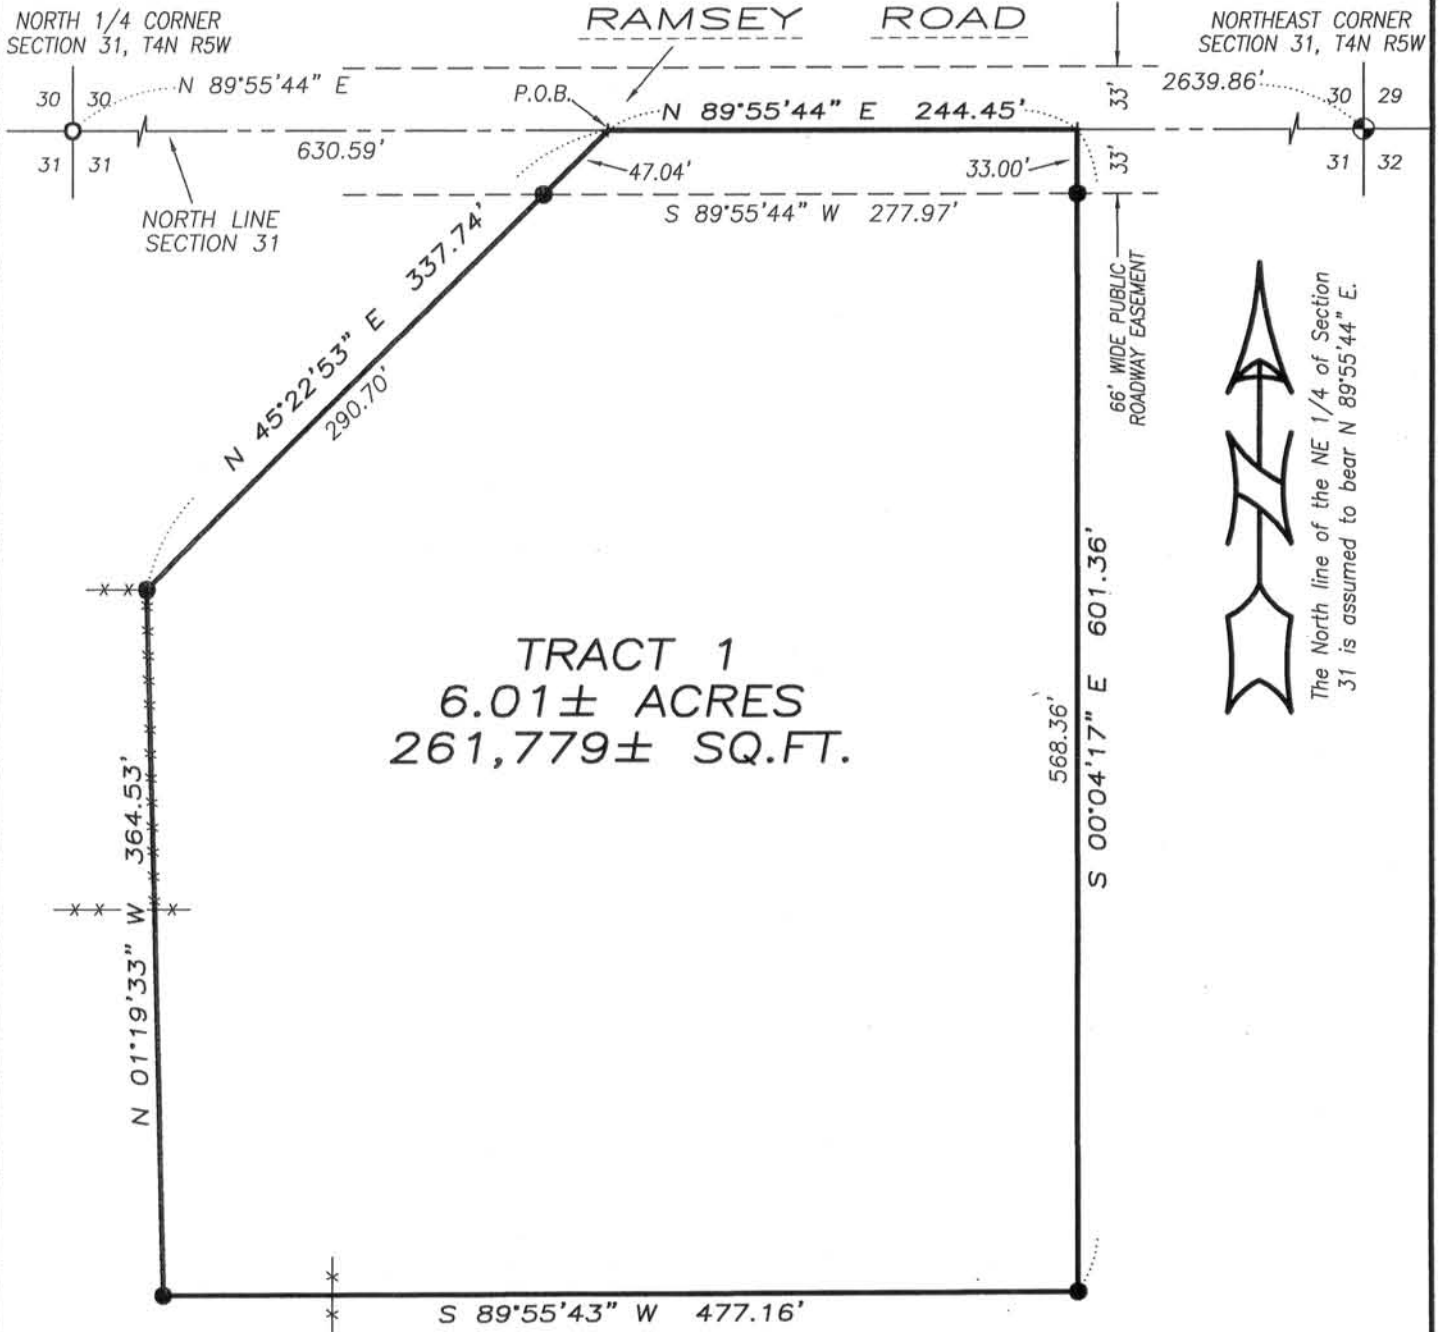 NORTH 1/4 CORNER
SECTION 31, T4N R5W
RAMSEY ROAD
NORTHEAST CORNER
SECTION 31, T4N R5W
30 30
N 89°55'44" E
P.O.B.
N 89°55'44" E 244.45'
33'
2639.86'
30 29
31 31
630.59'
47.04'
33.00'
33'
31 32
NORTH LINE
SECTION 31
S 89°55'44" W 277.97'
N 45°22'53" E 337.74'
290.70'
66' WIDE PUBLIC
ROADWAY EASEMENT
The North line of the NE 1/4 of Section
31 is assumed to bear N 89°55'44" E.
N
TRACT 1
6.01± ACRES
261,779± SQ.FT.
568.36'
S 00°04'17" E 601.36'
N 01°19'33" W 364.53'
S 89°55'43" W 477.16'